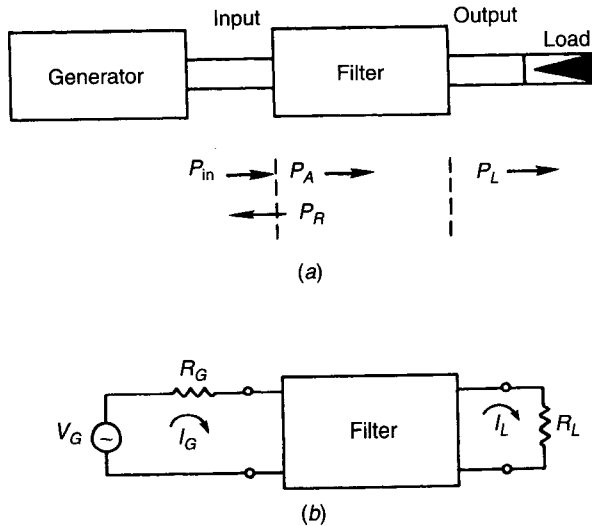 Input
Output
Load
Generator
Filter
P_in
P_A
P_L
P_R
(a)
R_G
V_G
~
I_G
Filter
I_L
R_L
(b)